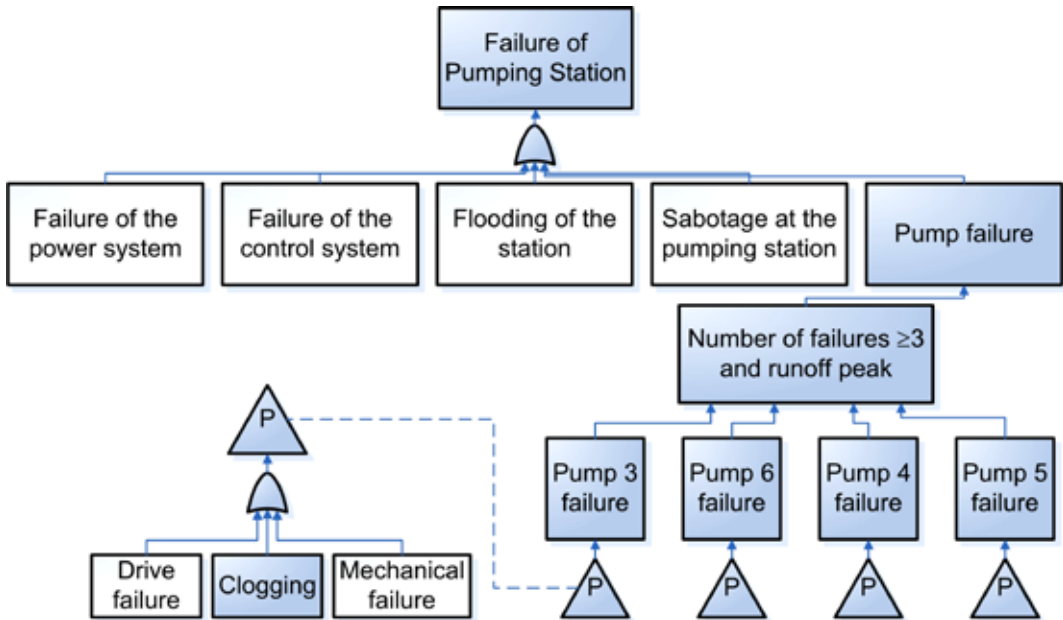 Failure of
Pumping Station
Failure of the
power system
Failure of the
control system
Flooding of the
station
Sabotage at the
pumping station
Pump failure
Number of failures ≥3
and runoff peak
P
Pump 3
failure
Pump 6
failure
Pump 4
failure
Pump 5
failure
Drive
failure
Clogging
Mechanical
failure
P
P
P
P